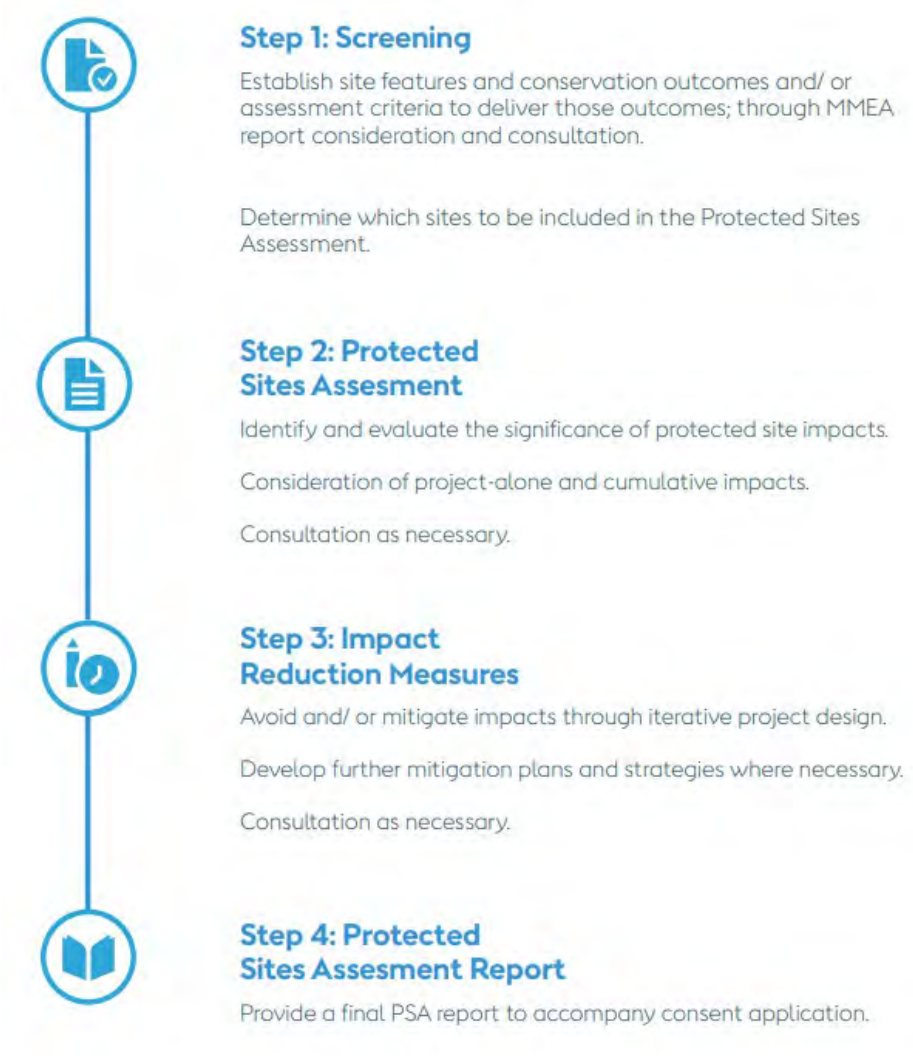 Step 1: Screening
Establish site features and conservation outcomes and/ or
assessment criteria to deliver those outcomes; through MMEA
report consideration and consultation.
Determine which sites to be included in the Protected Sites
Assessment.
Step 2: Protected
Sites Assesment
Identify and evaluate the significance of protected site impacts.
Consideration of project-alone and cumulative impacts.
Consultation as necessary.
Step 3: Impact
Reduction Measures
Avoid and/ or mitigate impacts through iterative project design.
Develop further mitigation plans and strategies where necessary.
Consultation as necessary.
Step 4: Protected
Sites Assesment Report
Provide a final PSA report to accompany consent application.